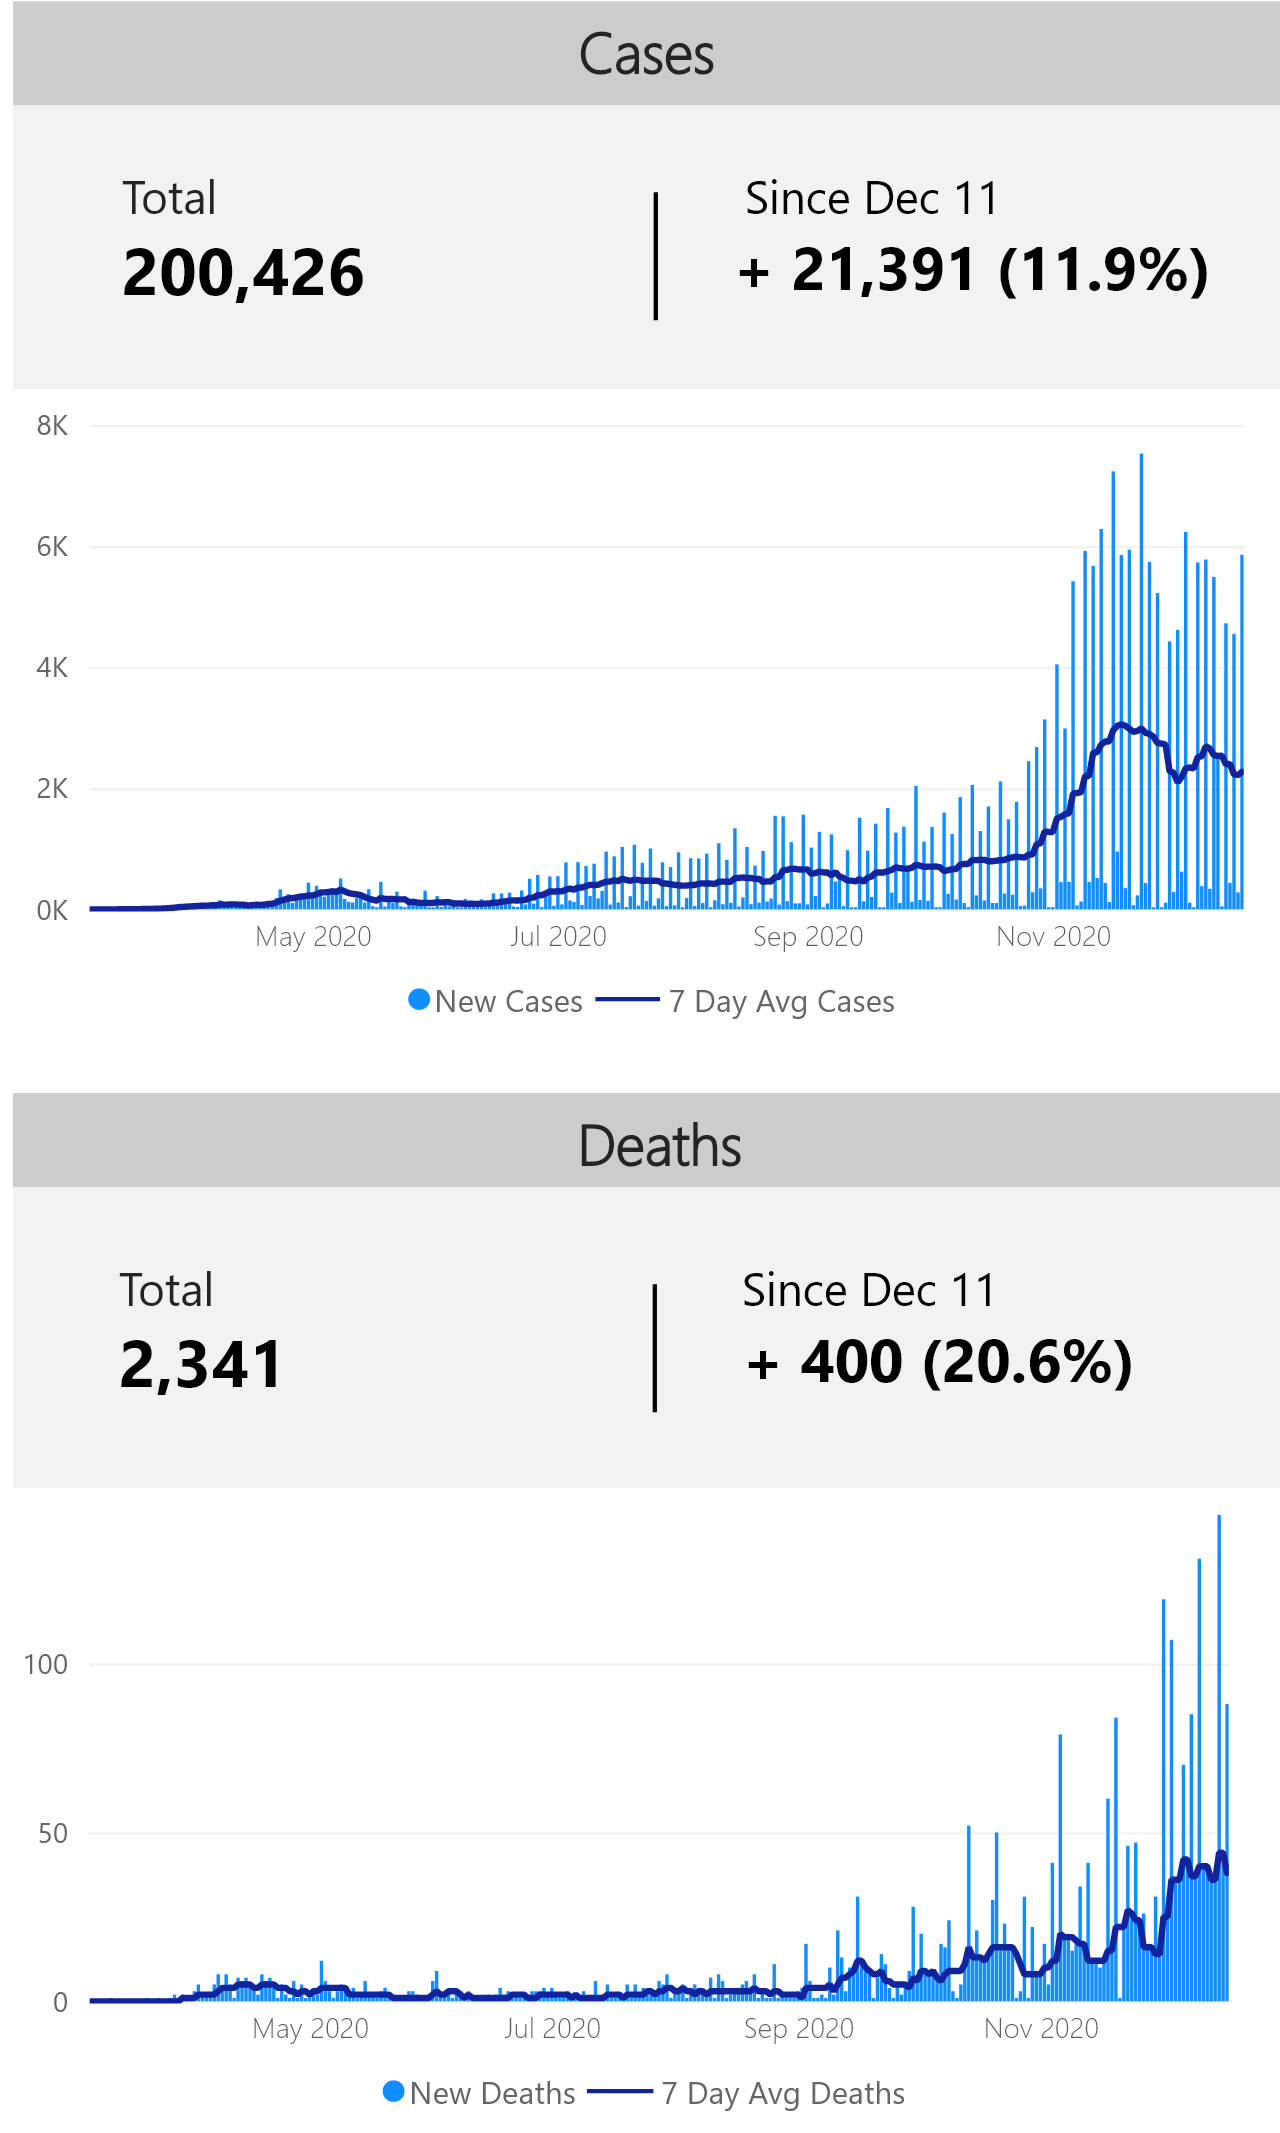 Cases
Total
Since Dec 11
200,426
+ 21,391 (11.9%)
8K
6K
4K
2K
0K
May 2020
Jul 2020
Sep 2020
Nov 2020
New Cases
7 Day Avg Cases
Deaths
Total
Since Dec 11
2,341
+ 400 (20.6%)
100
50
0
May 2020
Jul 2020
Sep 2020
Nov 2020
New Deaths
7 Day Avg Deaths